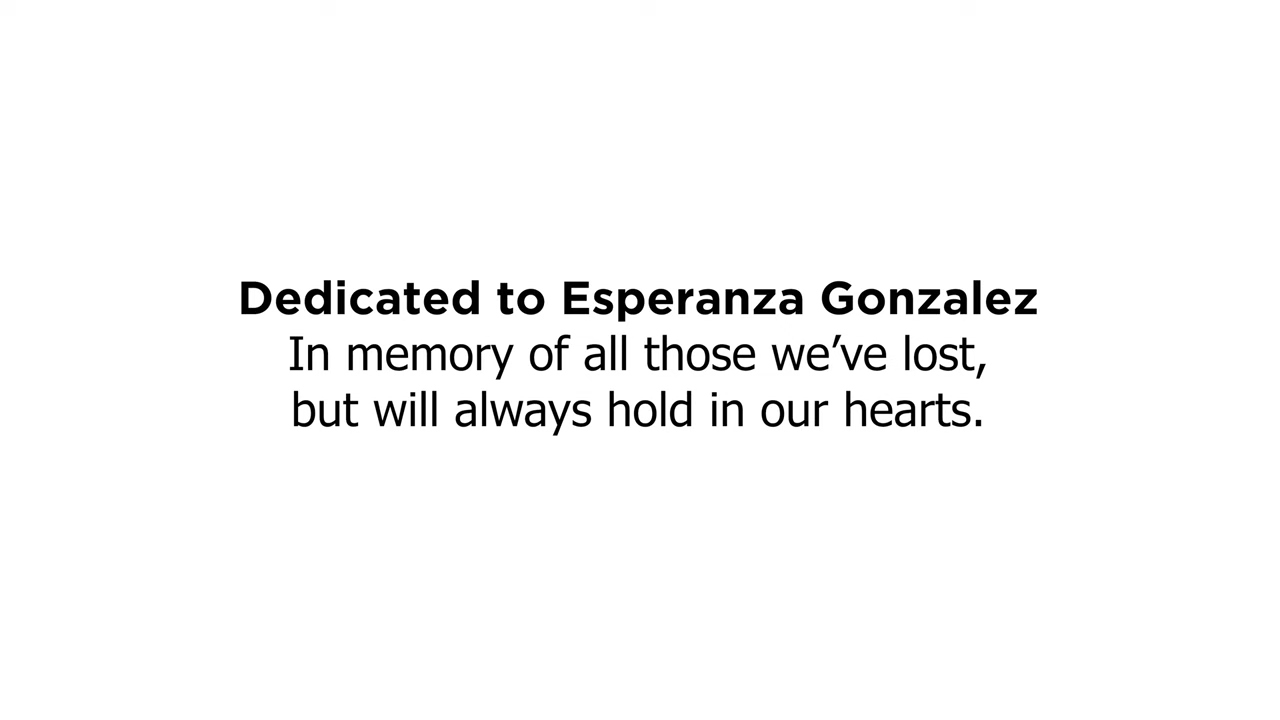 Dedicated to Esperanza Gonzalez
In memory of all those we’ve lost,
but will always hold in our hearts.